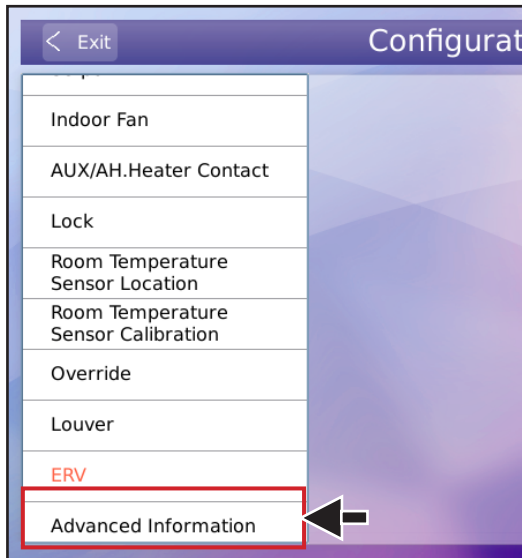 Exit
Configurat
Indoor Fan
AUX/AH.Heater Contact
Lock
Room Temperature
Sensor Location
Room Temperature
Sensor Calibration
Override
Louver
ERV
Advanced Information